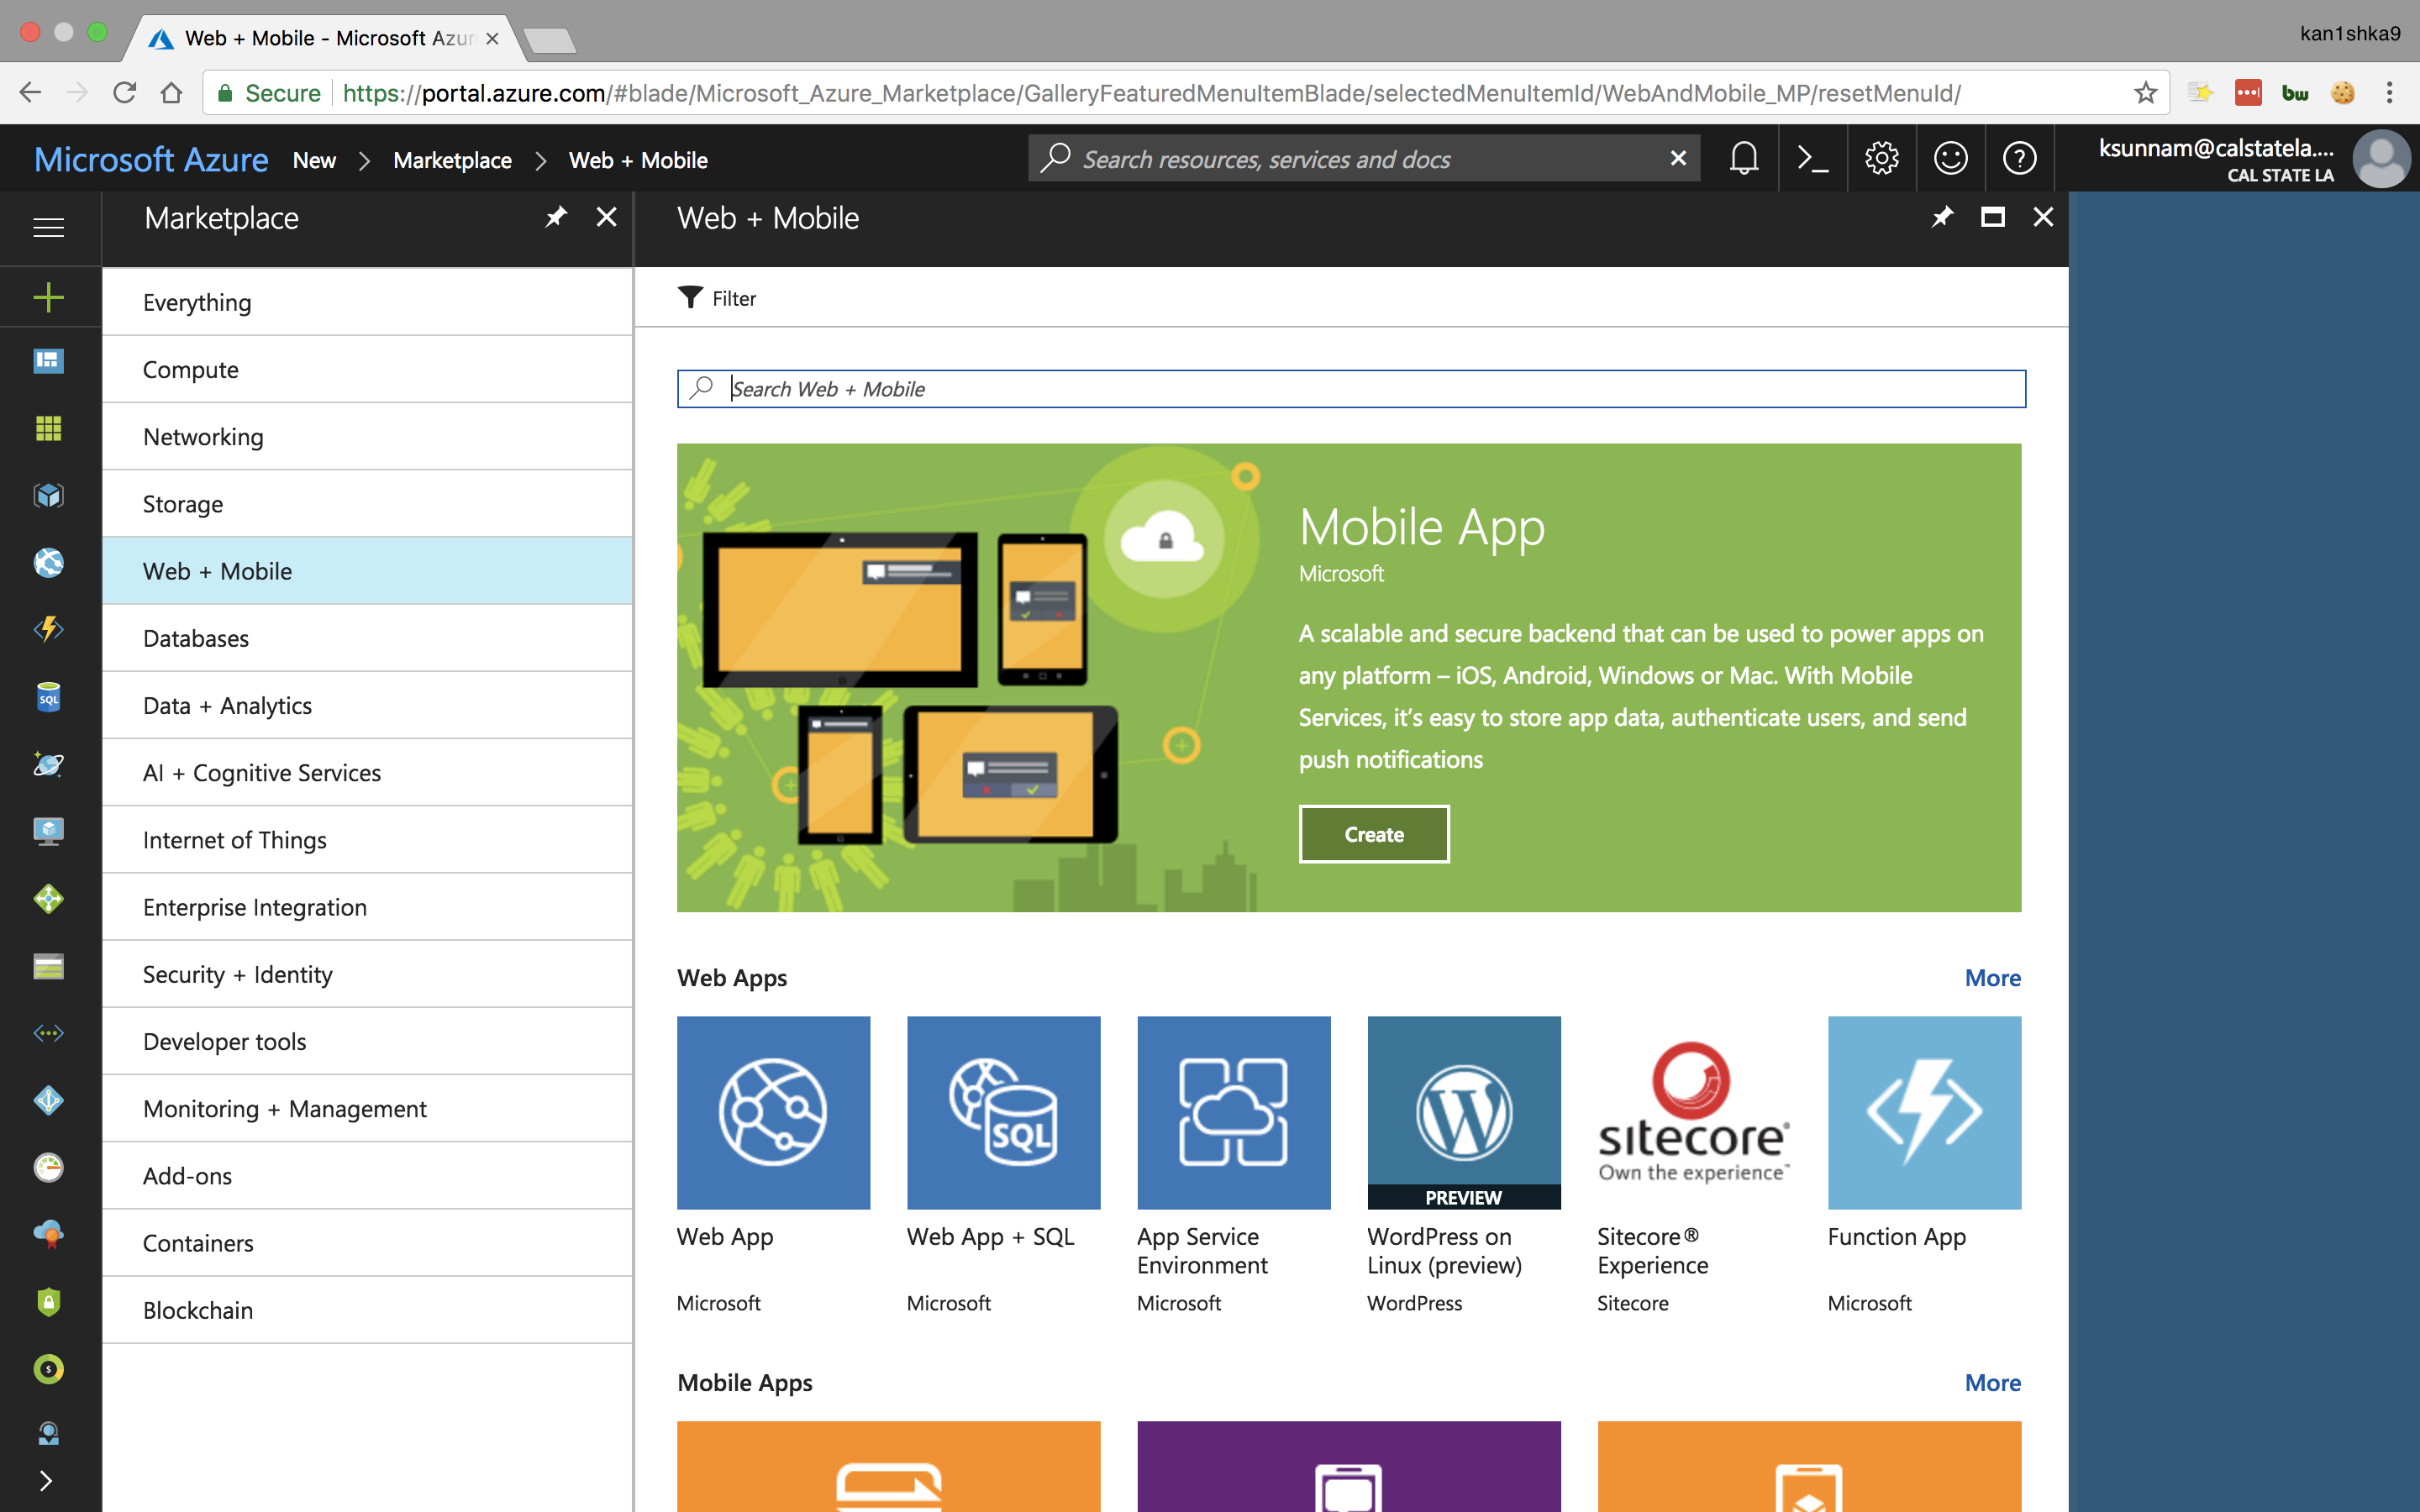 Web + Mobile - Microsoft Azur
kan1shka9
Secure
https://portal.azure.com/#blade/Microsoft_Azure_Marketplace/GalleryFeaturedMenuItemBlade/selectedMenuItemId/WebAndMobile_MP/resetMenuId/
bw
Microsoft Azure
New
Marketplace
Web + Mobile
Search resources, services and docs
ksunnam@calstatela....
CAL STATE LA
Marketplace
Everything
Compute
Networking
Storage
Web + Mobile
Databases
Data + Analytics
AI + Cognitive Services
Internet of Things
Enterprise Integration
Security + Identity
Developer tools
Monitoring + Management
Add-ons
Containers
Blockchain
SQL
Web + Mobile
Filter
Search Web + Mobile
Mobile App
Microsoft
A scalable and secure backend that can be used to power apps on
any platform – iOS, Android, Windows or Mac. With Mobile
Services, it's easy to store app data, authenticate users, and send
push notifications
Create
Web Apps
More
SQL
PREVIEW
sitecore®
Own the experience™
Web App
Microsoft
Web App + SQL
Microsoft
App Service
Environment
Microsoft
WordPress on
Linux (preview)
WordPress
Sitecore®
Experience
Sitecore
Function App
Microsoft
Mobile Apps
More